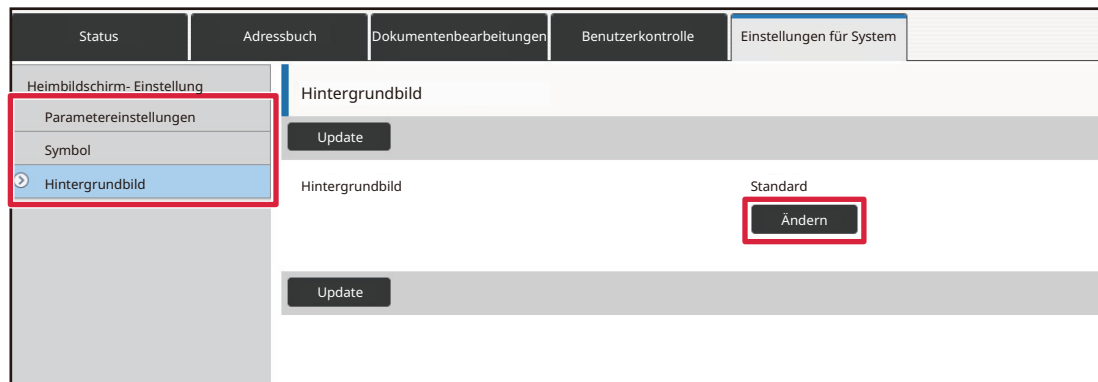 Status
Adressbuch
Dokumentenbearbeitungen
Benutzerkontrolle
Einstellungen für System
Heimbildschirm- Einstellung
Parametereinstellungen
Symbol
Hintergrundbild
Hintergrundbild
Update
Hintergrundbild
Standard
Ändern
Update